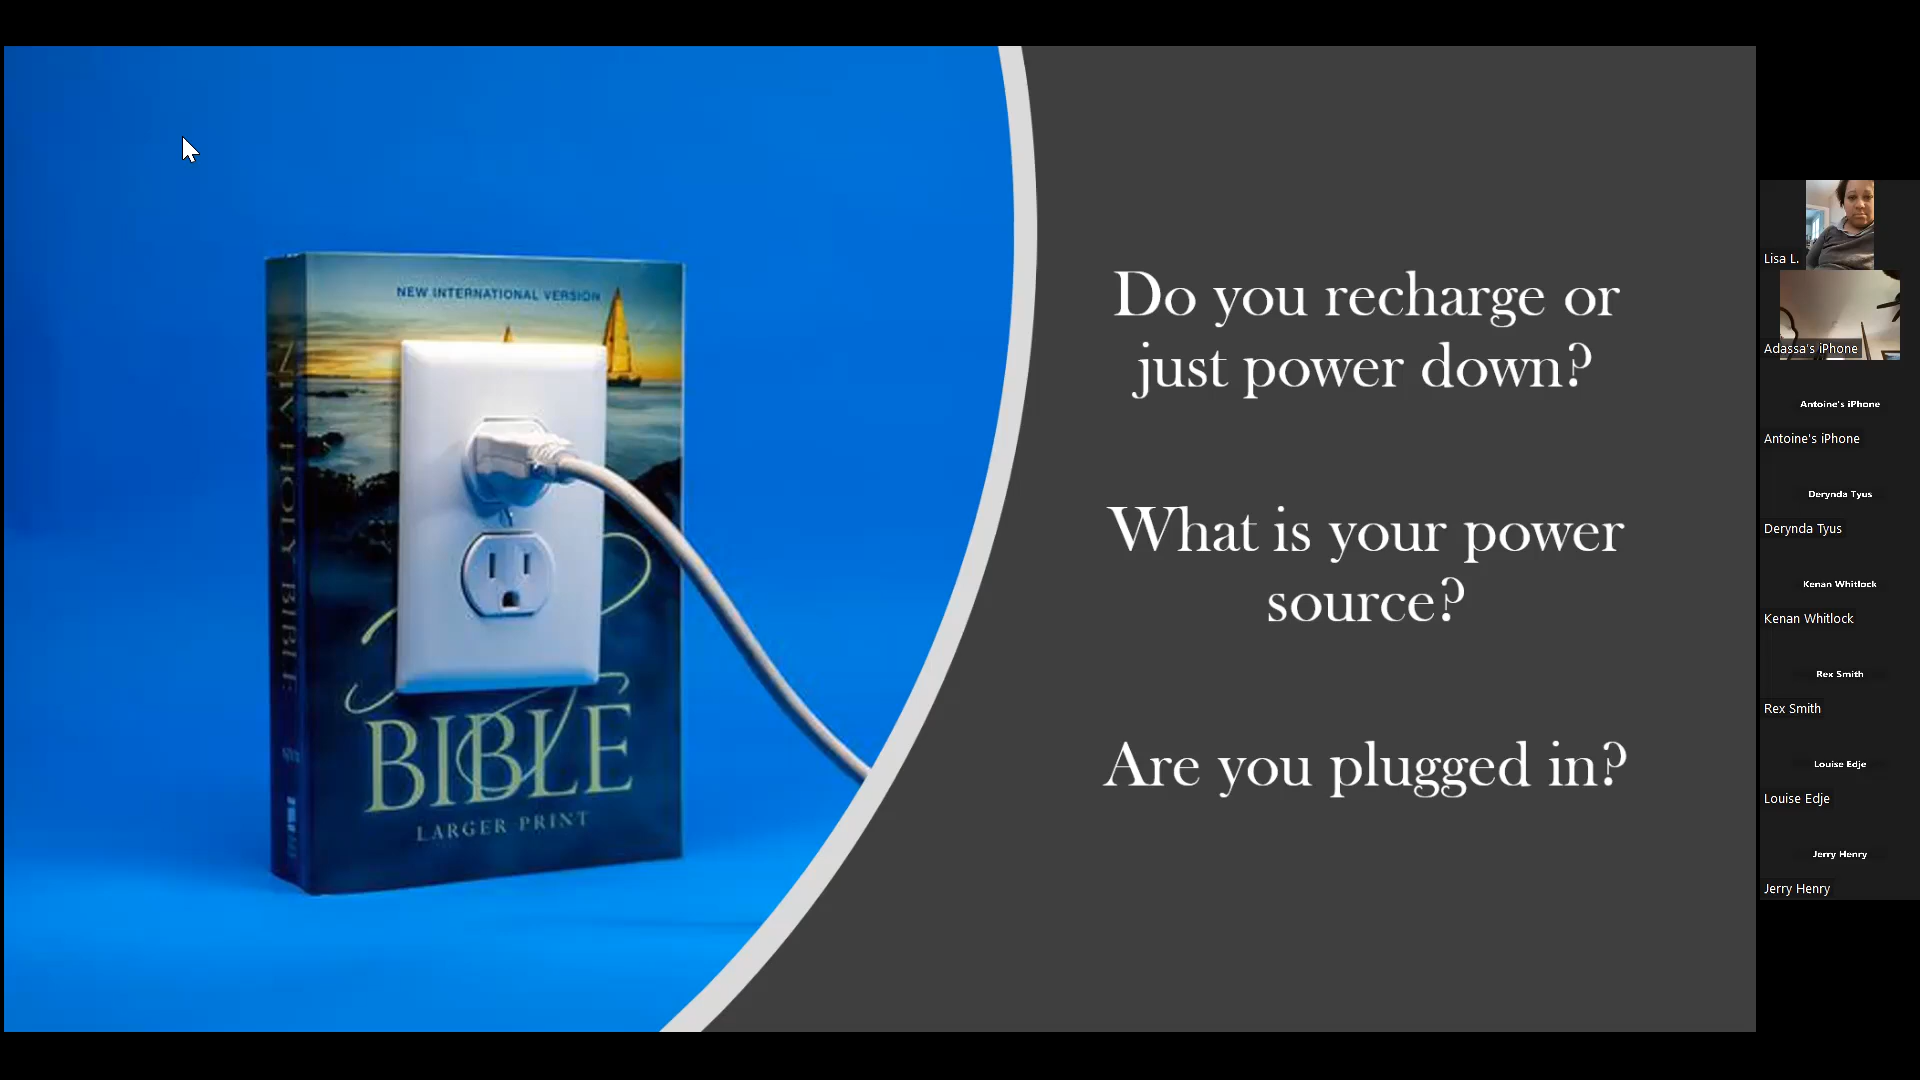 NEW INTERNATIONAL VERSION
NIV HOLY BIBLE
BIBLE
LARGER PRINT
Do you recharge or
just power down?
What is your power
source?
Are you plugged in?
Lisa L.
Adassa's iPhone
Antoine's iPhone
Antoine's iPhone
Derynda Tyus
Derynda Tyus
Kenan Whitlock
Kenan Whitlock
Rex Smith
Rex Smith
Louise Edje
Louise Edje
Jerry Henry
Jerry Henry